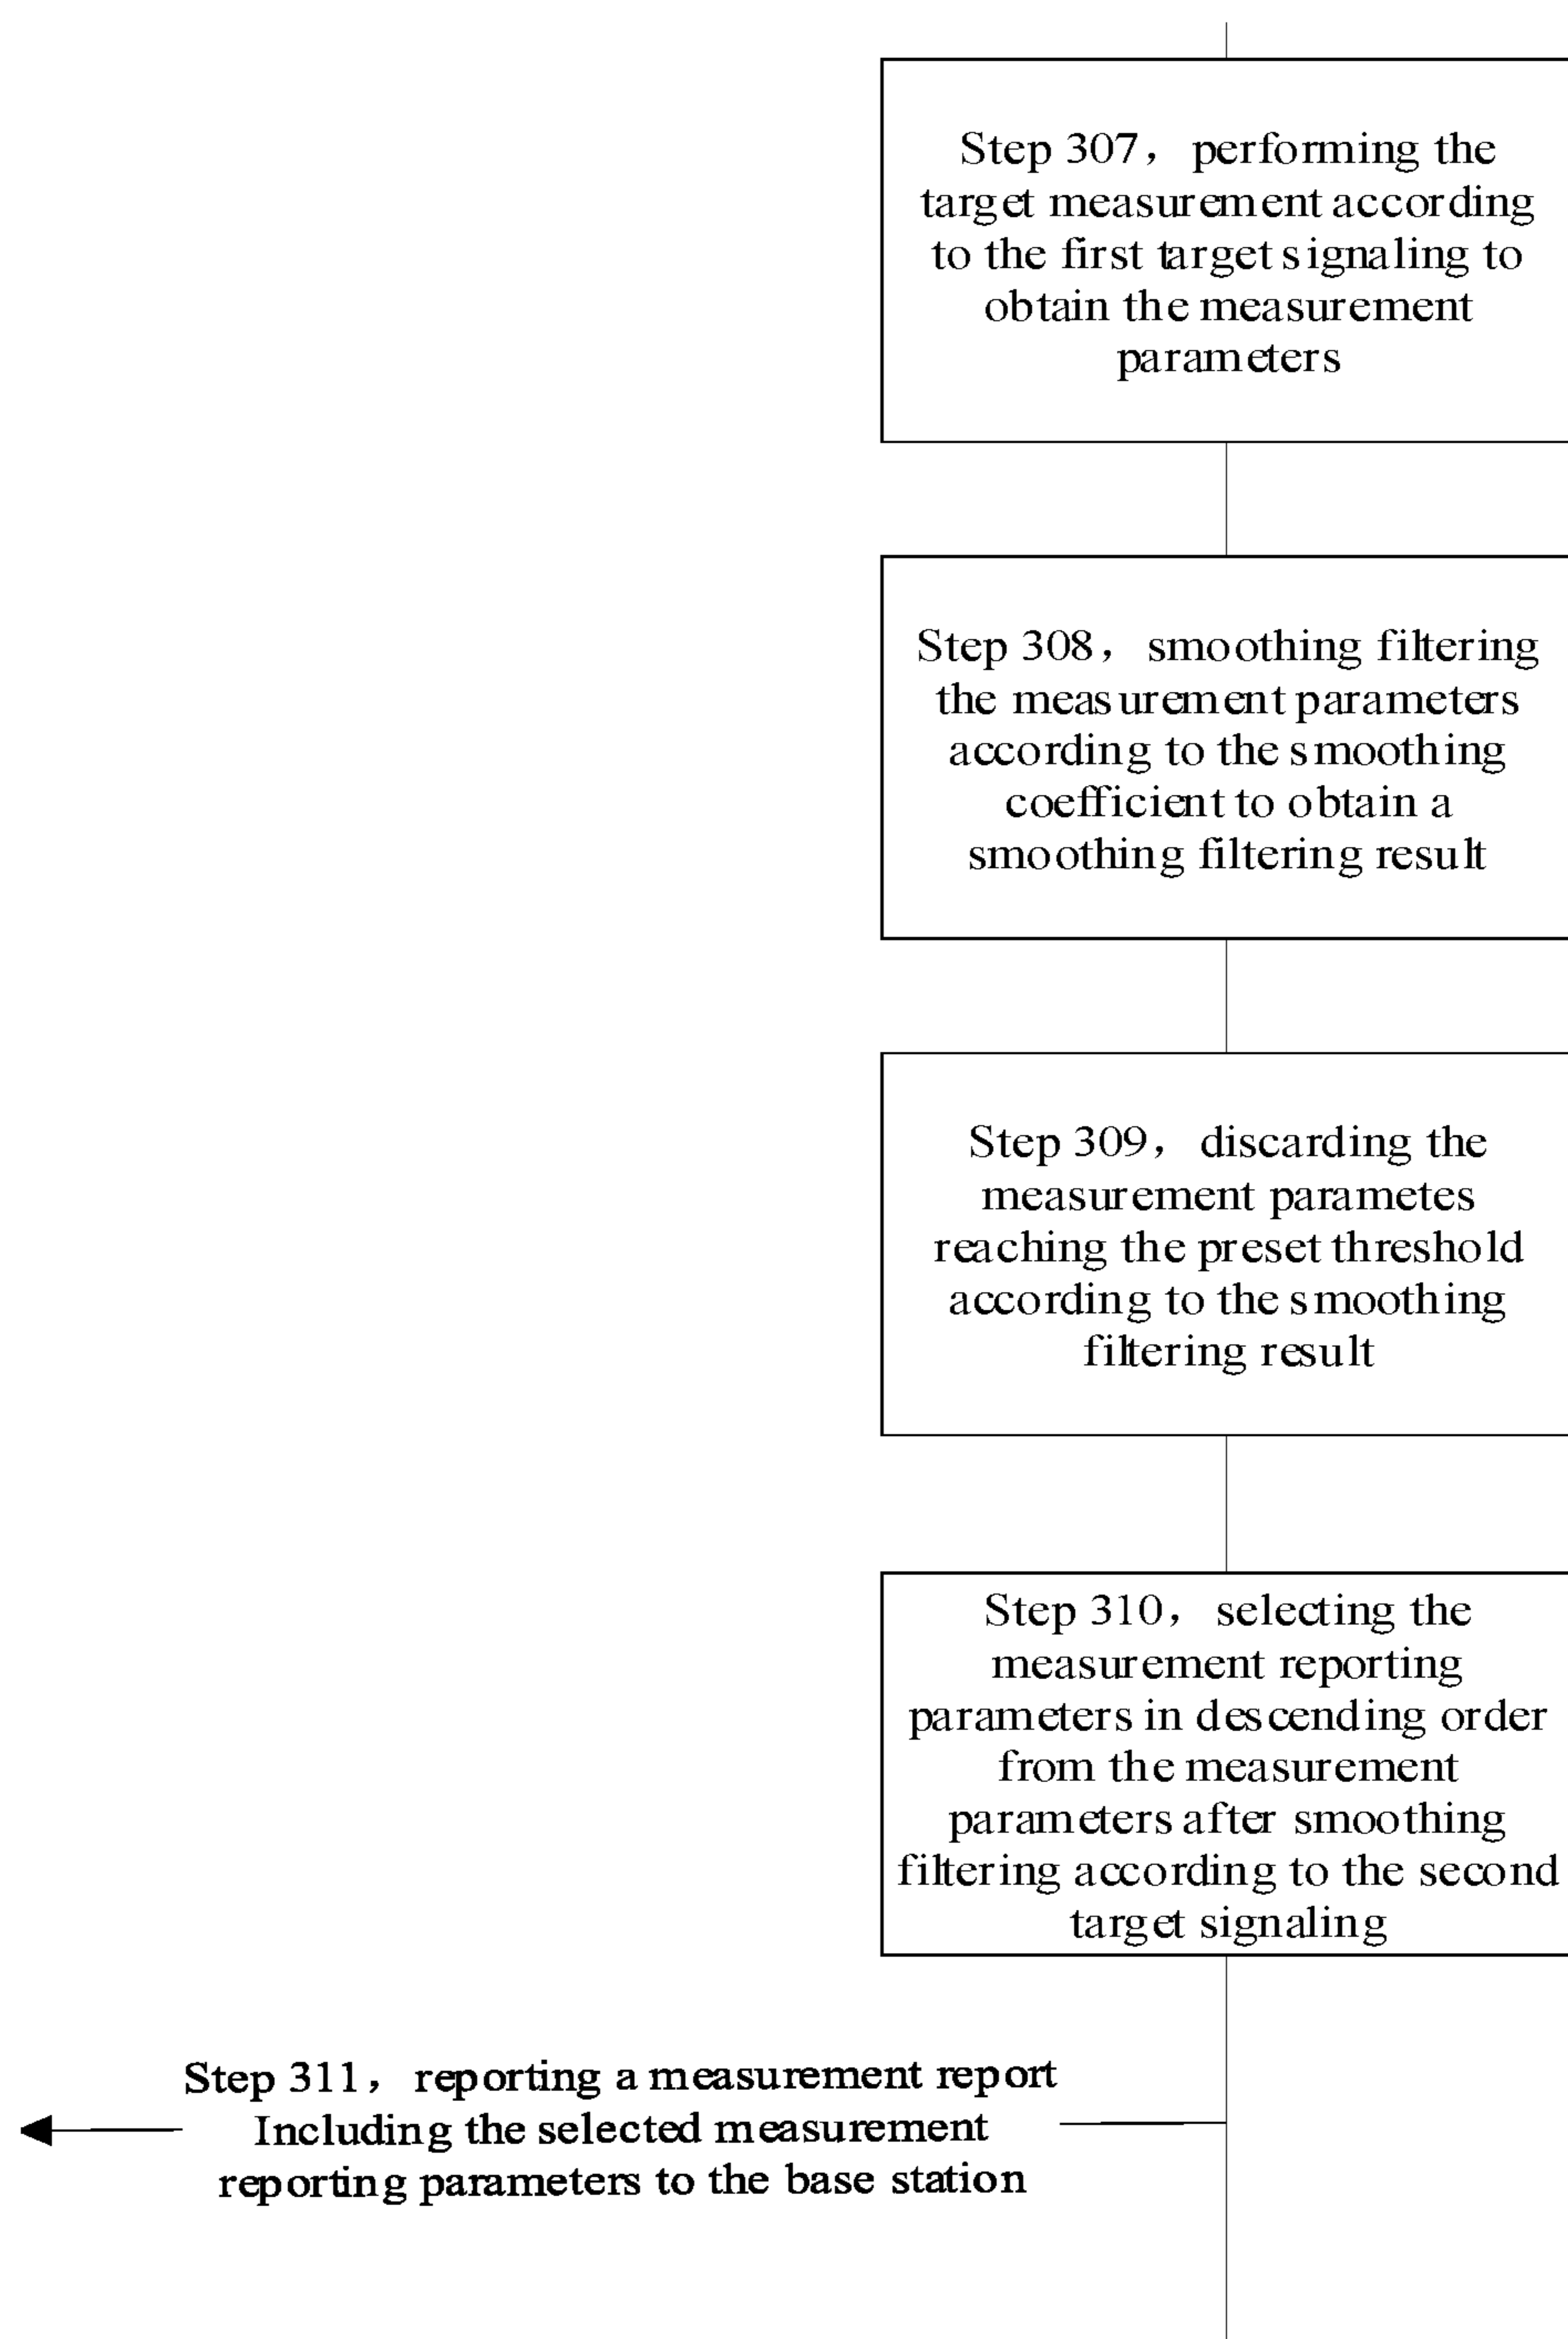 Step 307，performing the
target measurement according
to the first target signaling to
obtain the measurement
parameters
Step 308，smoothing filtering
the measurement parameters
according to the smoothing
coefficient to obtain a
smoothing filtering result
Step 309，discarding the
measurement parametes
reaching the preset threshold
according to the smoothing
filtering result
Step 310，selecting the
measurement reporting
parameters in descending order
from the measurement
parameters after smoothing
filtering according to the second
target signaling
Step 311，reporting a measurement report
Including the selected measurement
reporting parameters to the base station